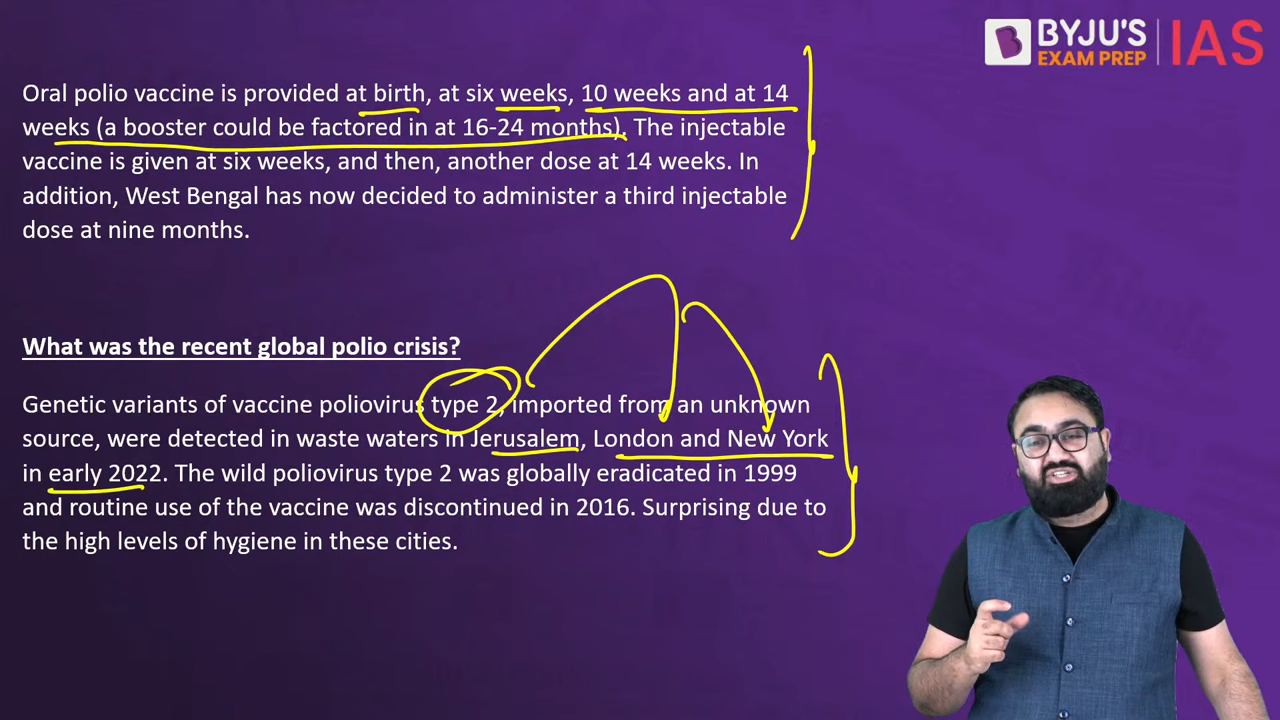 BYJU'S IAS
EXAM PREP
Oral polio vaccine is provided at birth, at six weeks, 10 weeks and at 14
weeks (a booster could be factored in at 16-24 months). The injectable
vaccine is given at six weeks, and then, another dose at 14 weeks. In
addition, West Bengal has now decided to administer a third injectable
dose at nine months.
What was the recent global polio crisis?
Genetic variants of vaccine poliovirus type 2, imported from an unknown
source, were detected in waste waters in Jerusalem, London and New York
in early 2022. The wild poliovirus type 2 was globally eradicated in 1999
and routine use of the vaccine was discontinued in 2016. Surprising due to
the high levels of hygiene in these cities.